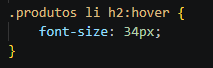 .produtos li h2:hover {
    font-size: 34px;
}